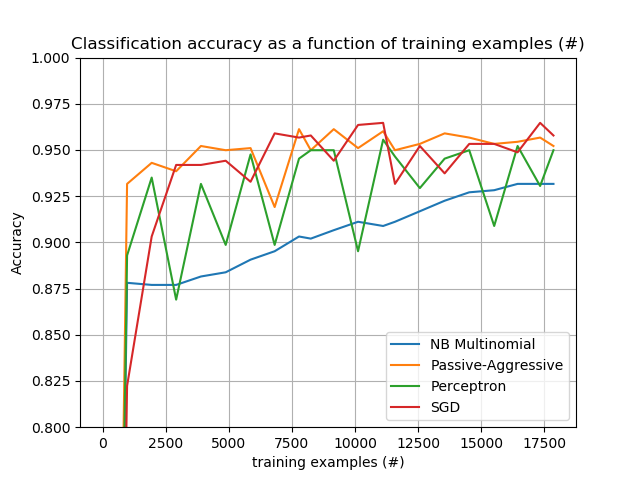 Classification accuracy as a function of training examples (#)
1.000
0.975
0.950
0.925
0.900
0.875
0.850
0.825
0.800
Accuracy
NB Multinomial
Passive-Aggressive
Perceptron
SGD
0 2500 5000 7500 10000 12500 15000 17500
training examples (#)